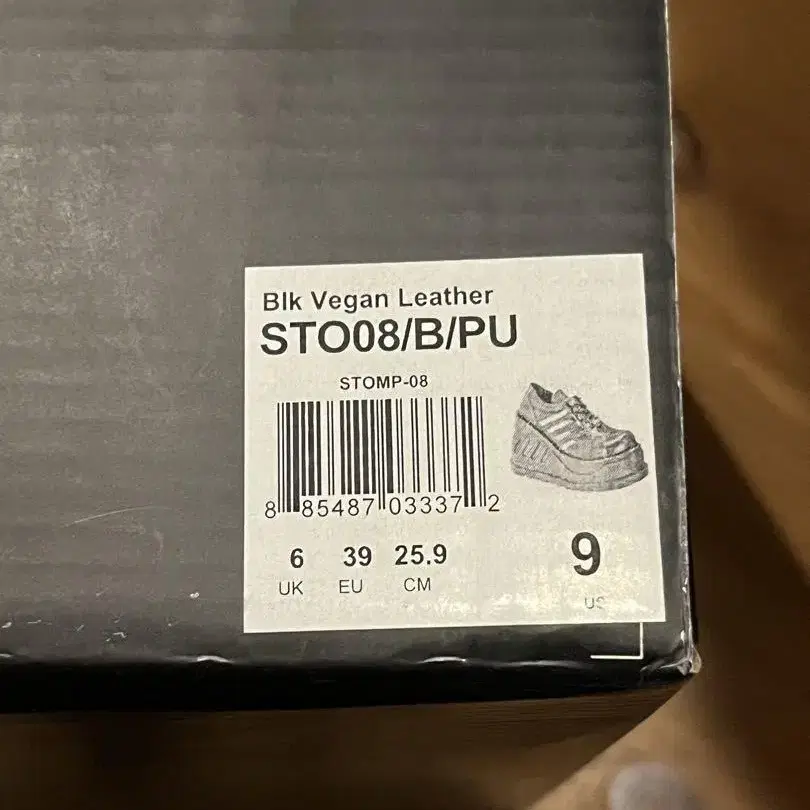 Blk Vegan Leather
STO08/B/PU
STOMP-08
8 85487 03337 2
6 39 25.9 9
UK EU CM US